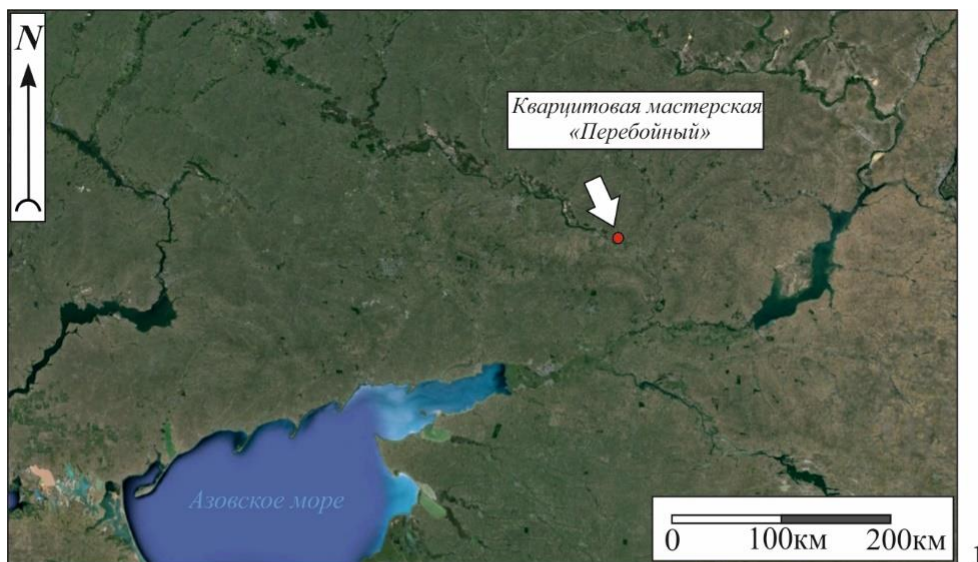 N
Кварцитовая мастерская
«Перебойный»
Азовское море
0 100км 200км
1